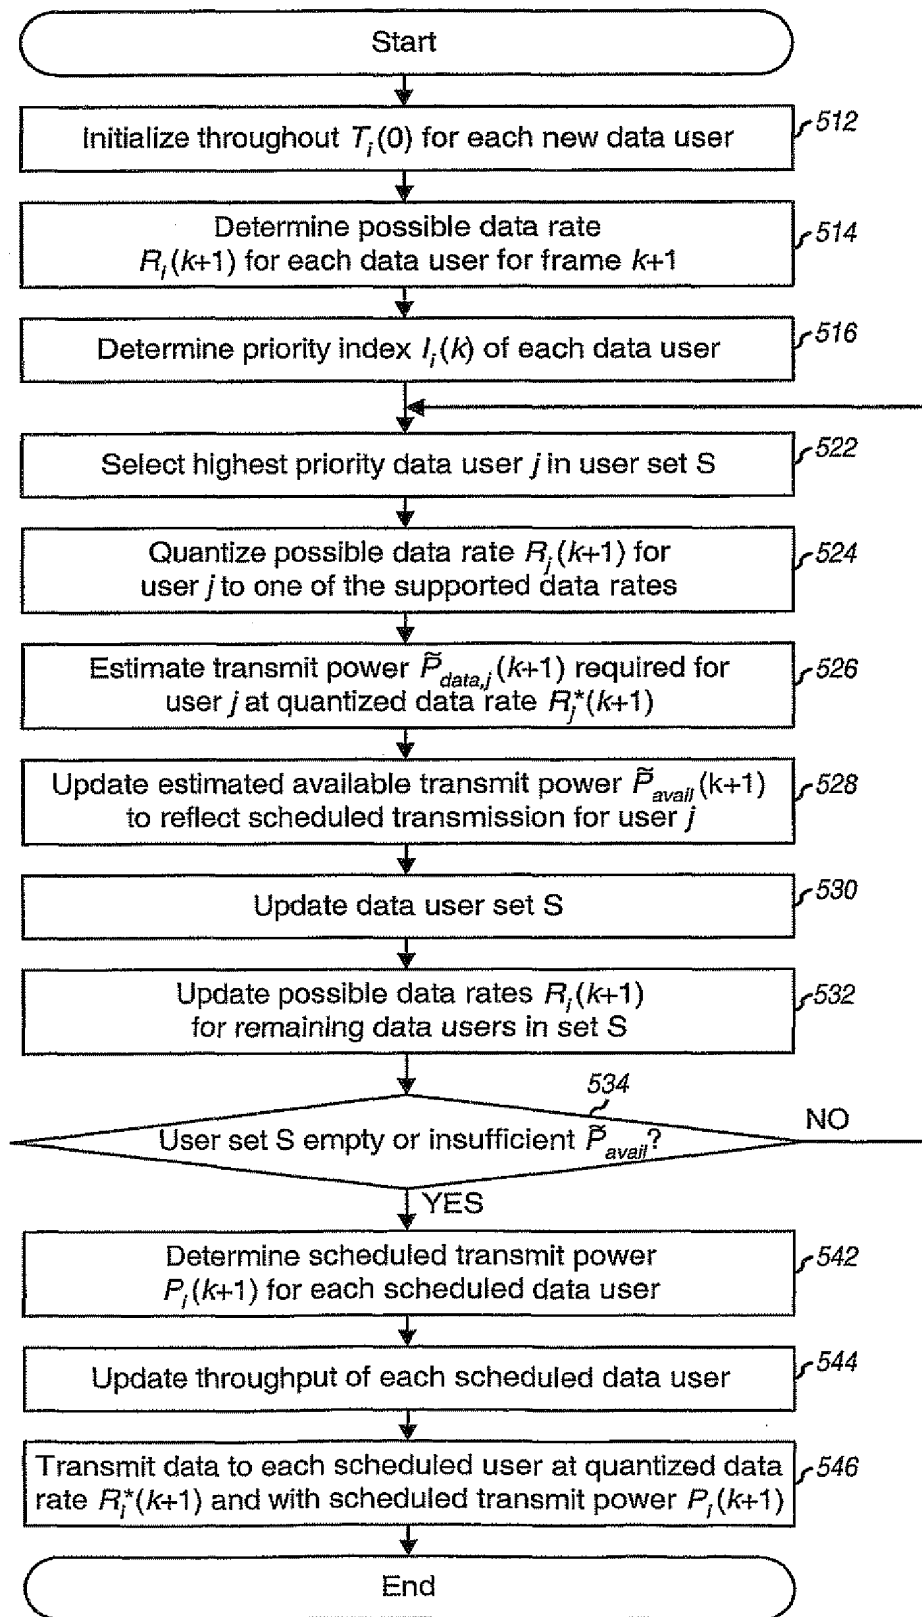 Start
Initialize throughout T_i(0) for each new data user
512
Determine possible data rate
R_i(k+1) for each data user for frame k+1
514
Determine priority index I_i(k) of each data user
516
Select highest priority data user j in user set S
522
Quantize possible data rate R_j(k+1) for
user j to one of the supported data rates
524
Estimate transmit power P̃_data,j(k+1) required for
user j at quantized data rate R_j*(k+1)
526
Update estimated available transmit power P̃_avail(k+1)
to reflect scheduled transmission for user j
528
Update data user set S
530
Update possible data rates R_i(k+1)
for remaining data users in set S
532
534
User set S empty or insufficient P̃_avail?
NO
YES
Determine scheduled transmit power
P_i(k+1) for each scheduled data user
542
Update throughput of each scheduled data user
544
Transmit data to each scheduled user at quantized data
rate R_i*(k+1) and with scheduled transmit power P_i(k+1)
546
End